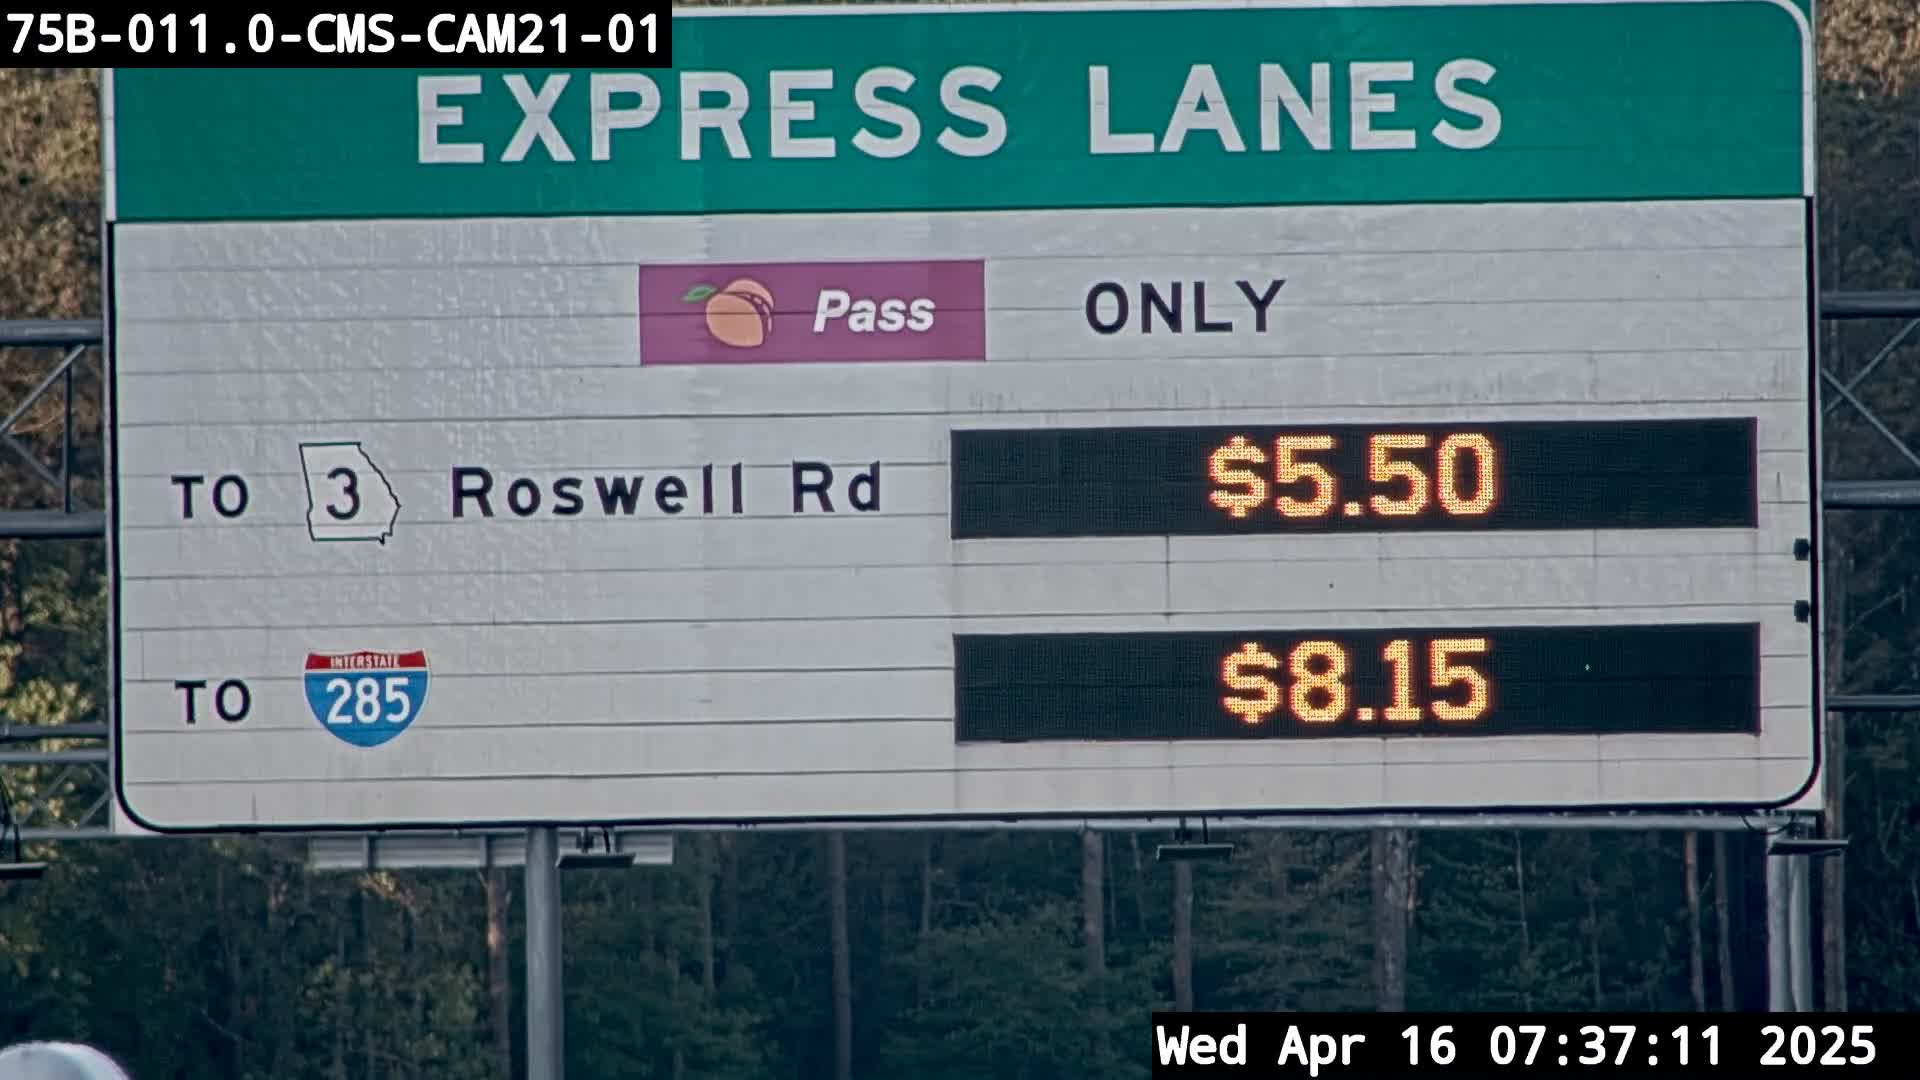 75B-011.0-CMS-CAM21-01
EXPRESS LANES
Pass ONLY
TO 3 Roswell Rd $5.50
TO INTERSTATE 285 $8.15
Wed Apr 16 07:37:11 2025